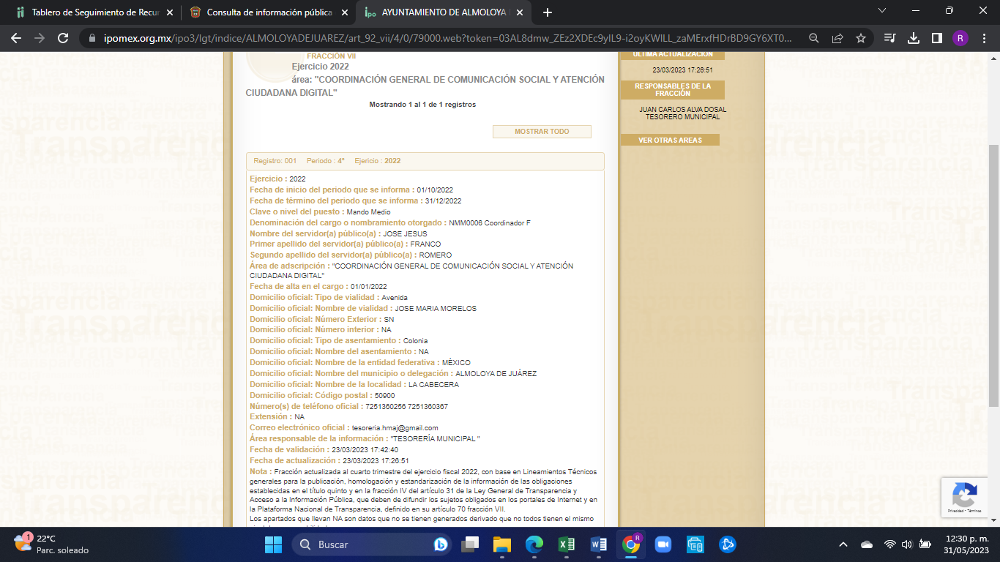 Tablero de Seguimiento de Recur
Consulta de información pública
AYUNTAMIENTO DE ALMOLOYA
ipomex.org.mx/ipo3/lgt/indice/ALMOLOYADEJUAREZ/art_92_vii/4/0/79000.web?token=03AL8dmw_ZEz2XDEc9yIL9-i2oyKWILL_zaMErxfHDrBD9GY6XT0...
FRACCIÓN VII
Ejercicio 2022
área: "COORDINACIÓN GENERAL DE COMUNICACIÓN SOCIAL Y ATENCIÓN
CIUDADANA DIGITAL"
Mostrando 1 al 1 de 1 registros
MOSTRAR TODO
Registro: 001 Periodo : 4° Ejericio : 2022
Ejercicio : 2022
Fecha de inicio del periodo que se informa : 01/10/2022
Fecha de término del periodo que se informa : 31/12/2022
Clave o nivel del puesto : Mando Medio
Denominación del cargo o nombramiento otorgado : NMM0006 Coordinador F
Nombre del servidor(a) público(a) : JOSE JESUS
Primer apellido del servidor(a) público(a) : FRANCO
Segundo apellido del servidor(a) público(a) : ROMERO
Área de adscripción : "COORDINACIÓN GENERAL DE COMUNICACIÓN SOCIAL Y ATENCIÓN
CIUDADANA DIGITAL"
Fecha de alta en el cargo : 01/01/2022
Domicilio oficial: Tipo de vialidad : Avenida
Domicilio oficial: Nombre de vialidad : JOSE MARIA MORELOS
Domicilio oficial: Número Exterior : SN
Domicilio oficial: Número interior : NA
Domicilio oficial: Tipo de asentamiento : Colonia
Domicilio oficial: Nombre del asentamiento : NA
Domicilio oficial: Nombre de la entidad federativa : MÉXICO
Domicilio oficial: Nombre del municipio o delegación : ALMOLOYA DE JUÁREZ
Domicilio oficial: Nombre de la localidad : LA CABECERA
Domicilio oficial: Código postal : 50900
Número(s) de teléfono oficial : 7251360256 7251360367
Extensión : NA
Correo electrónico oficial : tesoreria.hmaj@gmail.com
Área responsable de la información : "TESORERÍA MUNICIPAL "
Fecha de validación : 23/03/2023 17:42:40
Fecha de actualización : 23/03/2023 17:26:51
Nota : Fracción actualizada al cuarto trimestre del ejercicio fiscal 2022, con base en Lineamientos Técnicos
generales para la publicación, homologación y estandarización de la información de las obligaciones
establecidas en el título quinto y en la fracción IV del artículo 31 de la Ley General de Transparencia y
Acceso a la Información Pública, que deben de difundir los sujetos obligados en los portales de Internet y en
la Plataforma Nacional de Transparencia, definido en su artículo 70 fracción VII.
Los apartados que llevan NA son datos que no se tienen generados derivado que no todos tienen el mismo
ÚLTIMA ACTUALIZACIÓN
23/03/2023 17:26:51
RESPONSABLES DE LA
FRACCIÓN
JUAN CARLOS ALVA DOSAL
TESORERO MUNICIPAL
VER OTRAS AREAS
Transparencia
Privacidad - Términos
1
22°C
Parc. soleado
Buscar
R
12:30 p. m.
31/05/2023